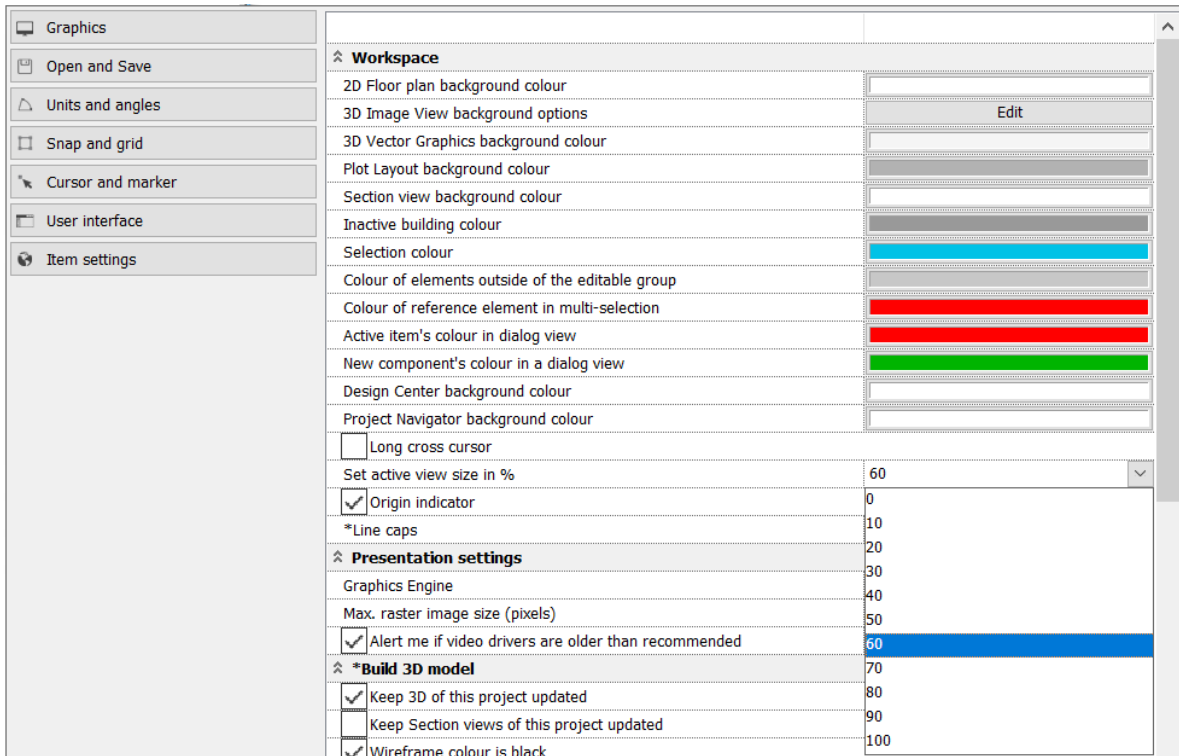 Graphics
Open and Save
Units and angles
Snap and grid
Cursor and marker
User interface
Item settings
Workspace
2D Floor plan background colour
3D Image View background options Edit
3D Vector Graphics background colour
Plot Layout background colour
Section view background colour
Inactive building colour
Selection colour
Colour of elements outside of the editable group
Colour of reference element in multi-selection
Active item's colour in dialog view
New component's colour in a dialog view
Design Center background colour
Project Navigator background colour
Long cross cursor
Set active view size in % 60
Origin indicator
*Line caps
Presentation settings
Graphics Engine
Max. raster image size (pixels)
Alert me if video drivers are older than recommended
*Build 3D model
Keep 3D of this project updated
Keep Section views of this project updated
Wireframe colour is black
0
10
20
30
40
50
60
70
80
90
100